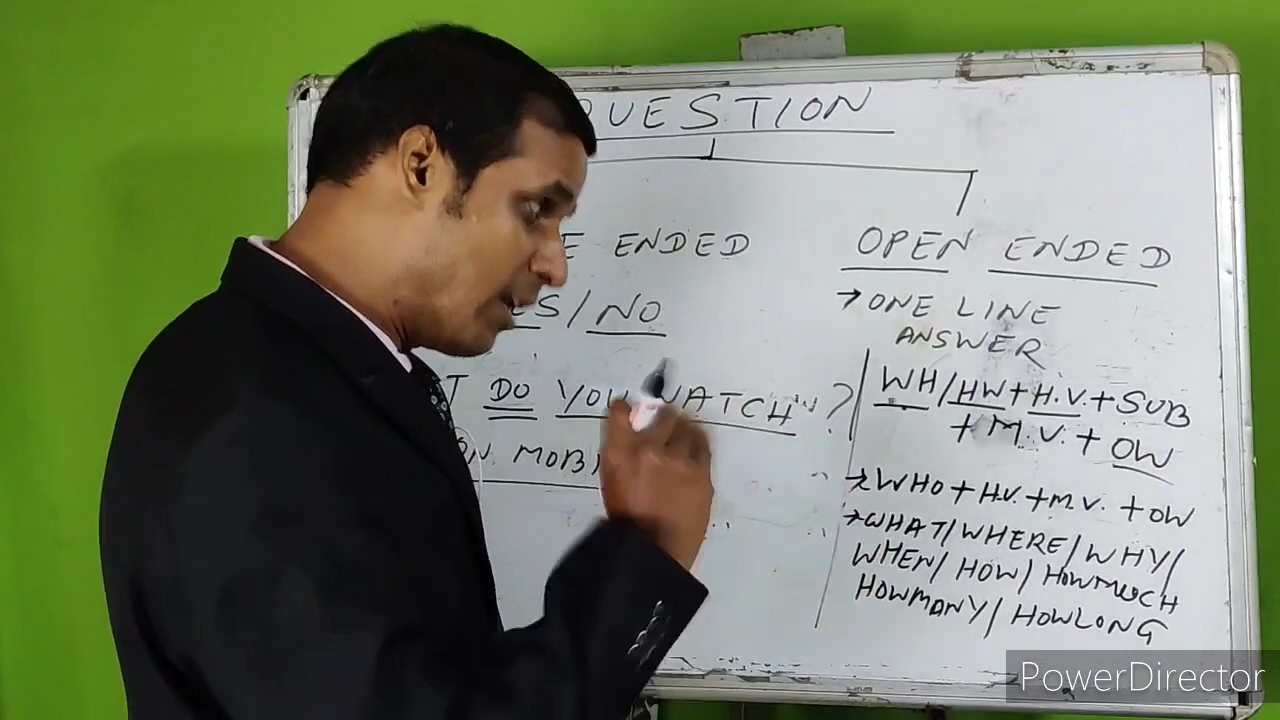 QUESTION
E ENDED
S/NO
T DO YOU WATCH ?
ON MOBI
OPEN ENDED
→ ONE LINE
ANSWER
WH/HW+H.V.+SUB
+M.V.+OW
→ WHO+H.V.+M.V.+OW
→ WHAT/WHERE/WHY/
WHEN/HOW/HOWMUCH
HOWMANY/HOWLONG
PowerDirector